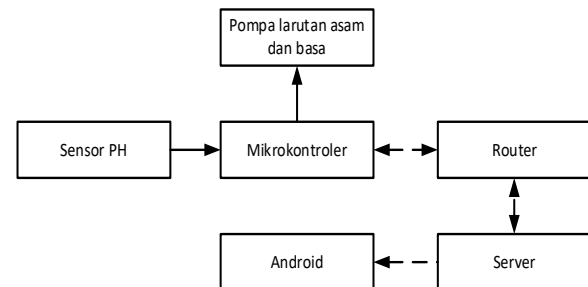 Pompa larutan asam
dan basa
Sensor PH
Mikrokontroler
Router
Android
Server